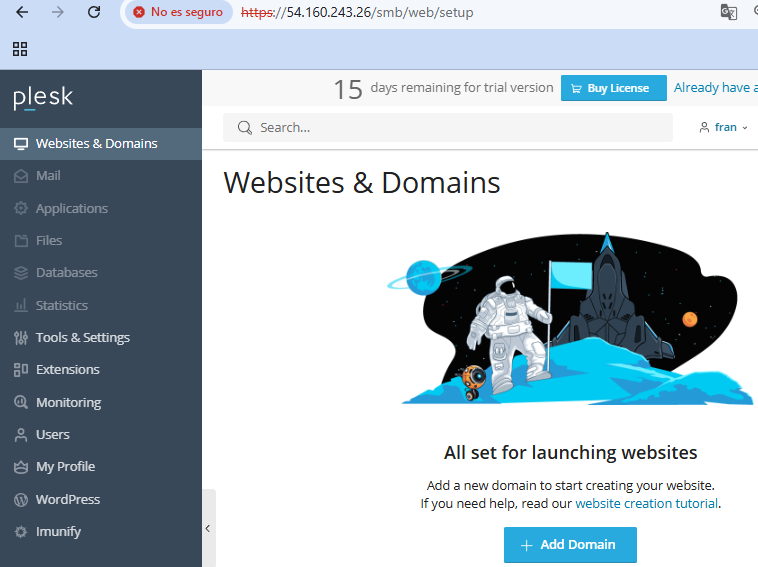 No es seguro https://54.160.243.26/smb/web/setup
plesk
15 days remaining for trial version Buy License Already have a
Search...
fran
Websites & Domains
Mail
Applications
Files
Databases
Statistics
Tools & Settings
Extensions
Monitoring
Users
My Profile
WordPress
Imunify
Websites & Domains
All set for launching websites
Add a new domain to start creating your website.
If you need help, read our website creation tutorial.
+ Add Domain